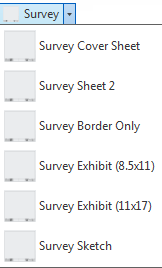 Survey
Survey Cover Sheet
Survey Sheet 2
Survey Border Only
Survey Exhibit (8.5x11)
Survey Exhibit (11x17)
Survey Sketch